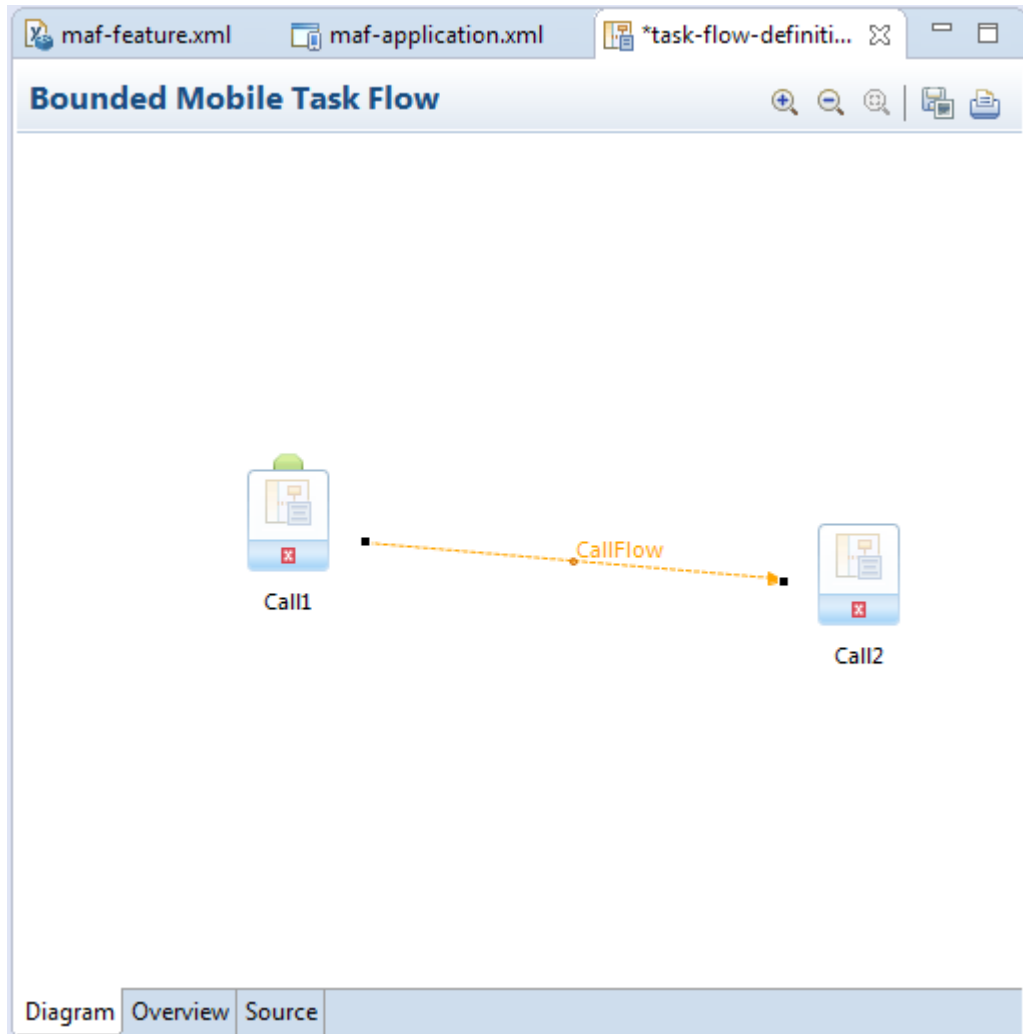 maf-feature.xml maf-application.xml *task-flow-definiti...
Bounded Mobile Task Flow
CallFlow
Call1
Call2
Diagram Overview Source